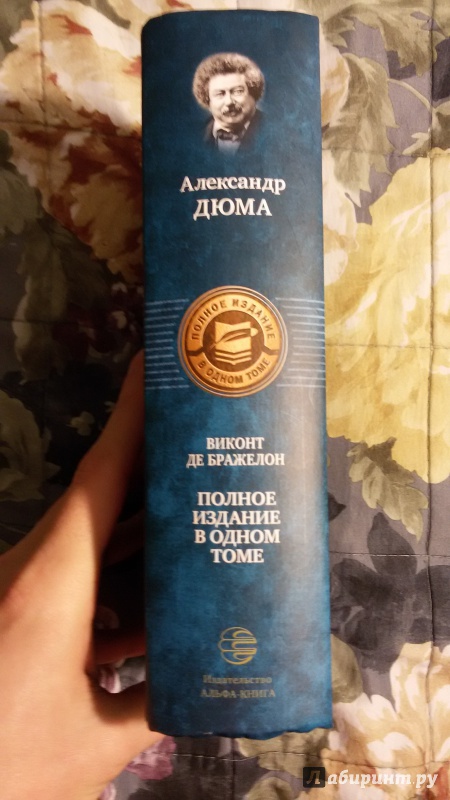 Александр
ДЮМА
ПОЛНОЕ ИЗДАНИЕ
В ОДНОМ ТОМЕ
ВИКОНТ
ДЕ БРАЖЕЛОН
ПОЛНОЕ
ИЗДАНИЕ
В ОДНОМ
ТОМЕ
Издательство
АЛЬФА-КНИГА
Лабиринт.ру